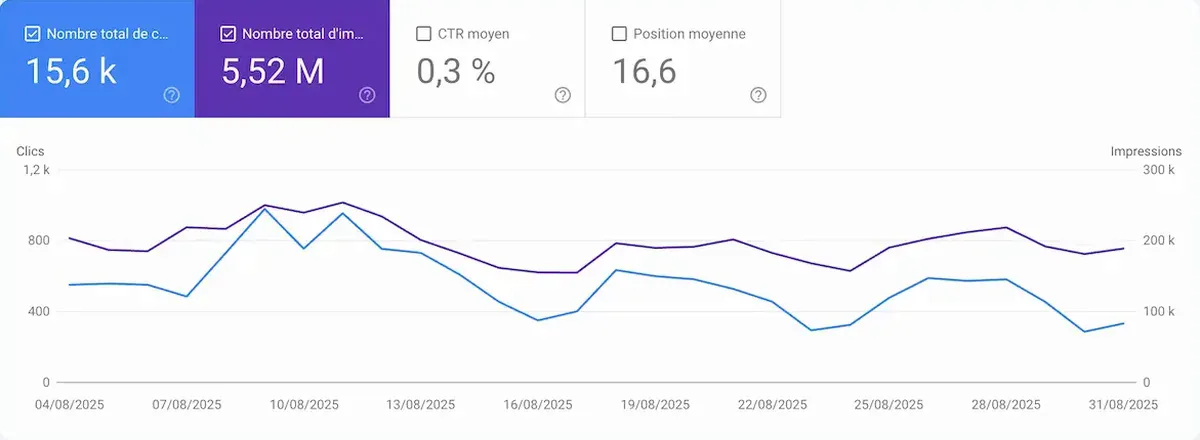 Nombre total de c...
15,6 k
Nombre total d'im...
5,52 M
CTR moyen
0,3 %
Position moyenne
16,6
Clics
Impressions
1,2 k
300 k
800
200 k
400
100 k
0
0
04/08/2025
07/08/2025
10/08/2025
13/08/2025
16/08/2025
19/08/2025
22/08/2025
25/08/2025
28/08/2025
31/08/2025